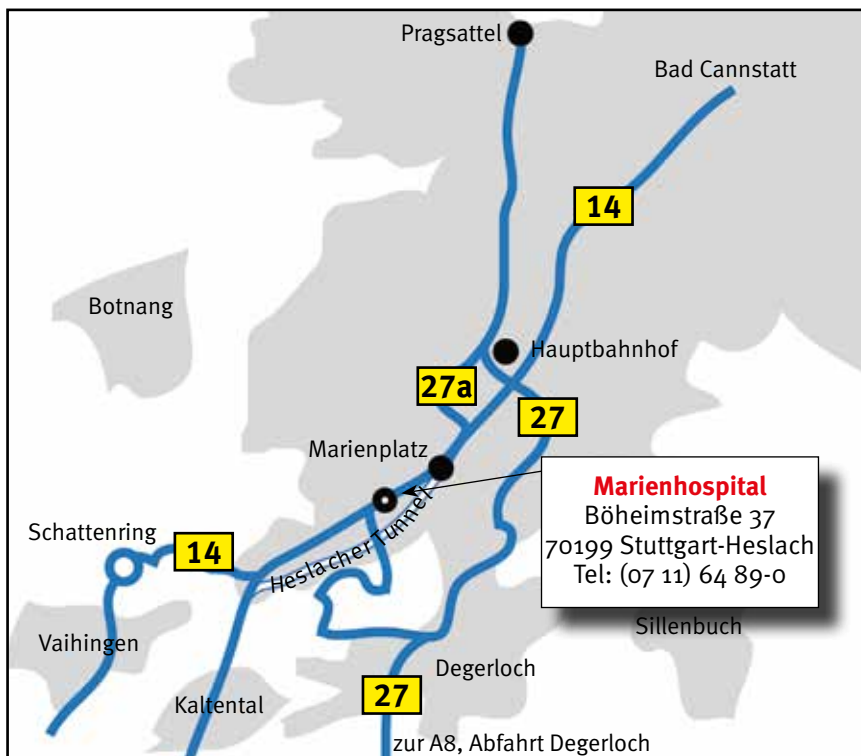 Pragsattel
Bad Cannstatt
14
Botnang
Hauptbahnhof
27a
27
Marienplatz
Marienhospital
Böheimstraße 37
70199 Stuttgart-Heslach
Tel: (07 11) 64 89-0
Schattenring
14
Heslacher Tunnel
Vaihingen
Sillenbuch
Degerloch
Kaltental
27
zur A8, Abfahrt Degerloch